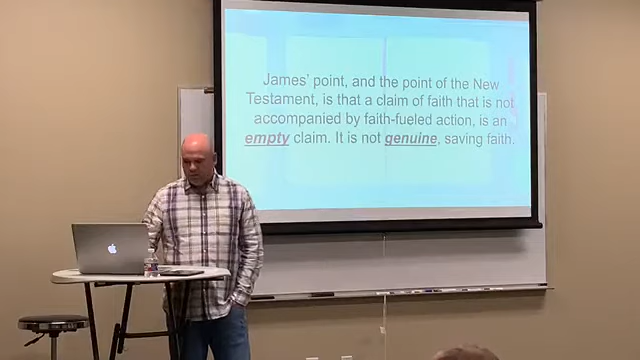 James' point, and the point of the New
Testament, is that a claim of faith that is not
accompanied by faith-fueled action, is an
empty claim. It is not genuine, saving faith.